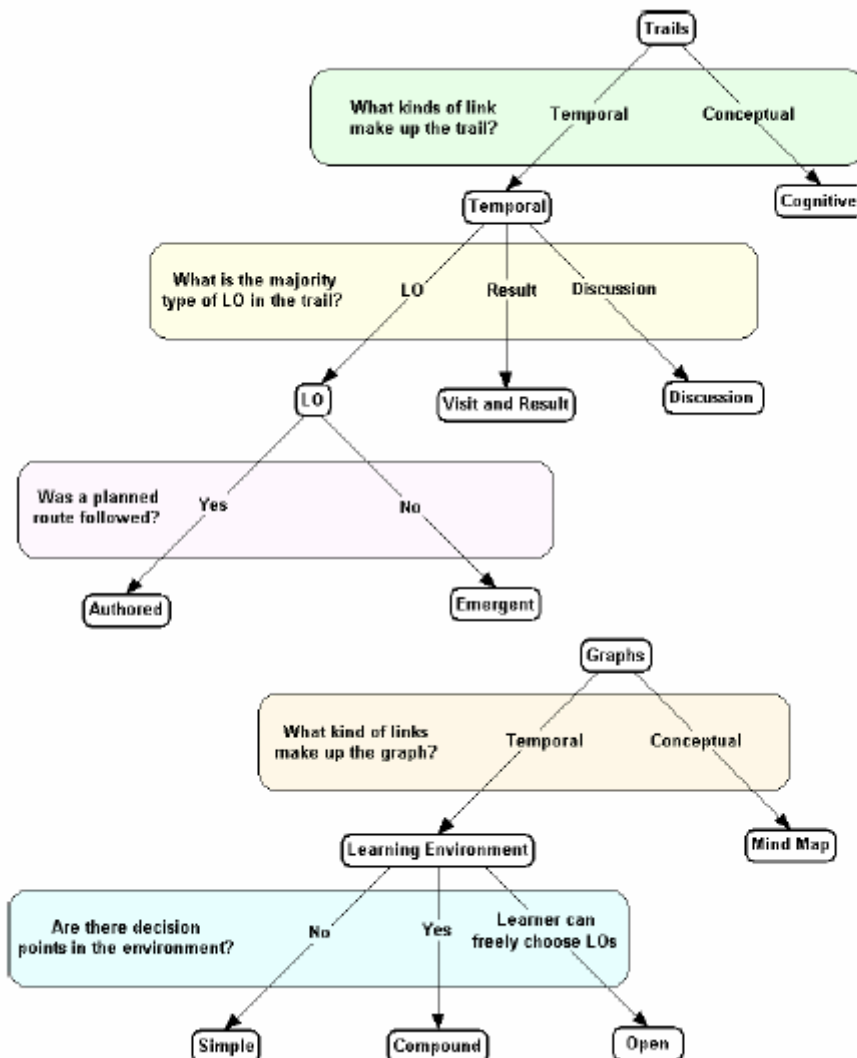 Trails
What kinds of link
make up the trail?
Temporal
Conceptual
Temporal
Cognitive
What is the majority
type of LO in the trail?
LO
Result
Discussion
LO
Visit and Result
Discussion
Was a planned
route followed?
Yes
No
Authored
Emergent
Graphs
What kind of links
make up the graph?
Temporal
Conceptual
Learning Environment
Mind Map
Are there decision
points in the environment?
No
Yes
Learner can
freely choose LOs
Simple
Compound
Open